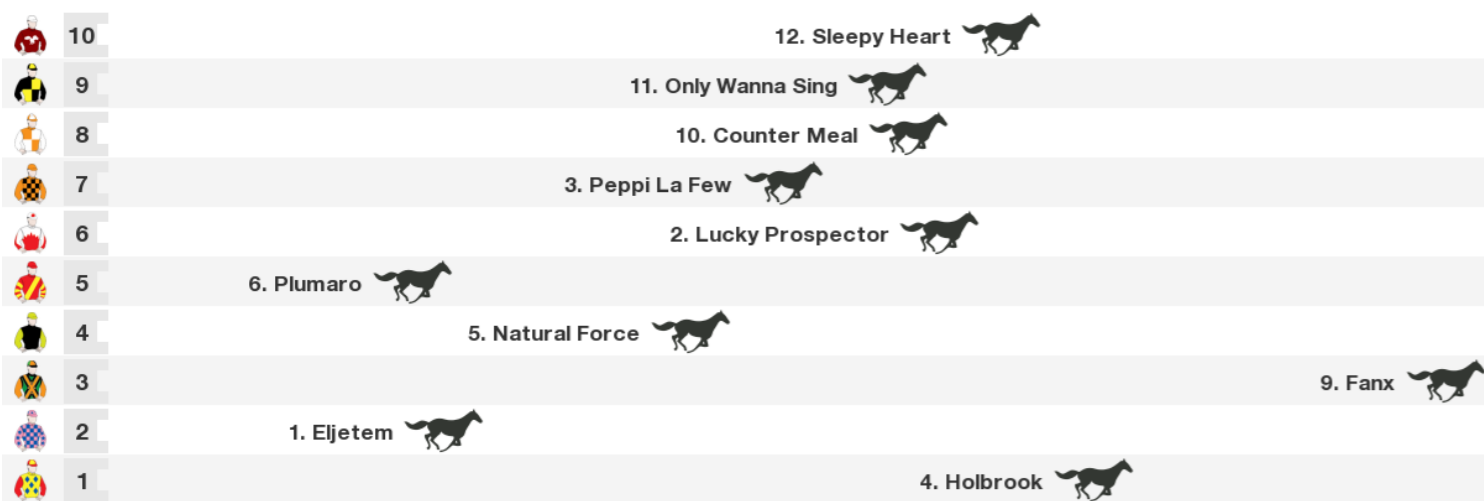 10 12. Sleepy Heart
9 11. Only Wanna Sing
8 10. Counter Meal
7 3. Peppi La Few
6 2. Lucky Prospector
5 6. Plumaro
4 5. Natural Force
3 9. Fanx
2 1. Eljetem
1 4. Holbrook